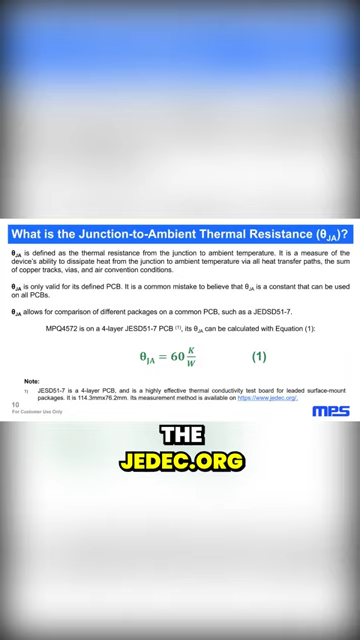 What is the Junction-to-Ambient Thermal Resistance (θJA)?
θJA is defined as the thermal resistance from the junction to ambient temperature. It is a measure of the
device's ability to dissipate heat from the junction to ambient temperature via all heat transfer paths, the sum
of copper tracks, vias, and air convention conditions.
θJA is only valid for its defined PCB. It is a common mistake to believe that θJA is a constant that can be used
on all PCBs.
θJA allows for comparison of different packages on a common PCB, such as a JEDSD51-7.
MPQ4572 is on a 4-layer JESD51-7 PCB (1), its θJA can be calculated with Equation (1):
θJA = 60 K/W (1)
Note:
1) JESD51-7 is a 4-layer PCB, and is a highly effective thermal conductivity test board for leaded surface-mount
packages. It is 114.3mmx76.2mm. Its measurement method is available on https://www.jedec.org/.
10
For Customer Use Only
mps
THE
JEDEC.ORG